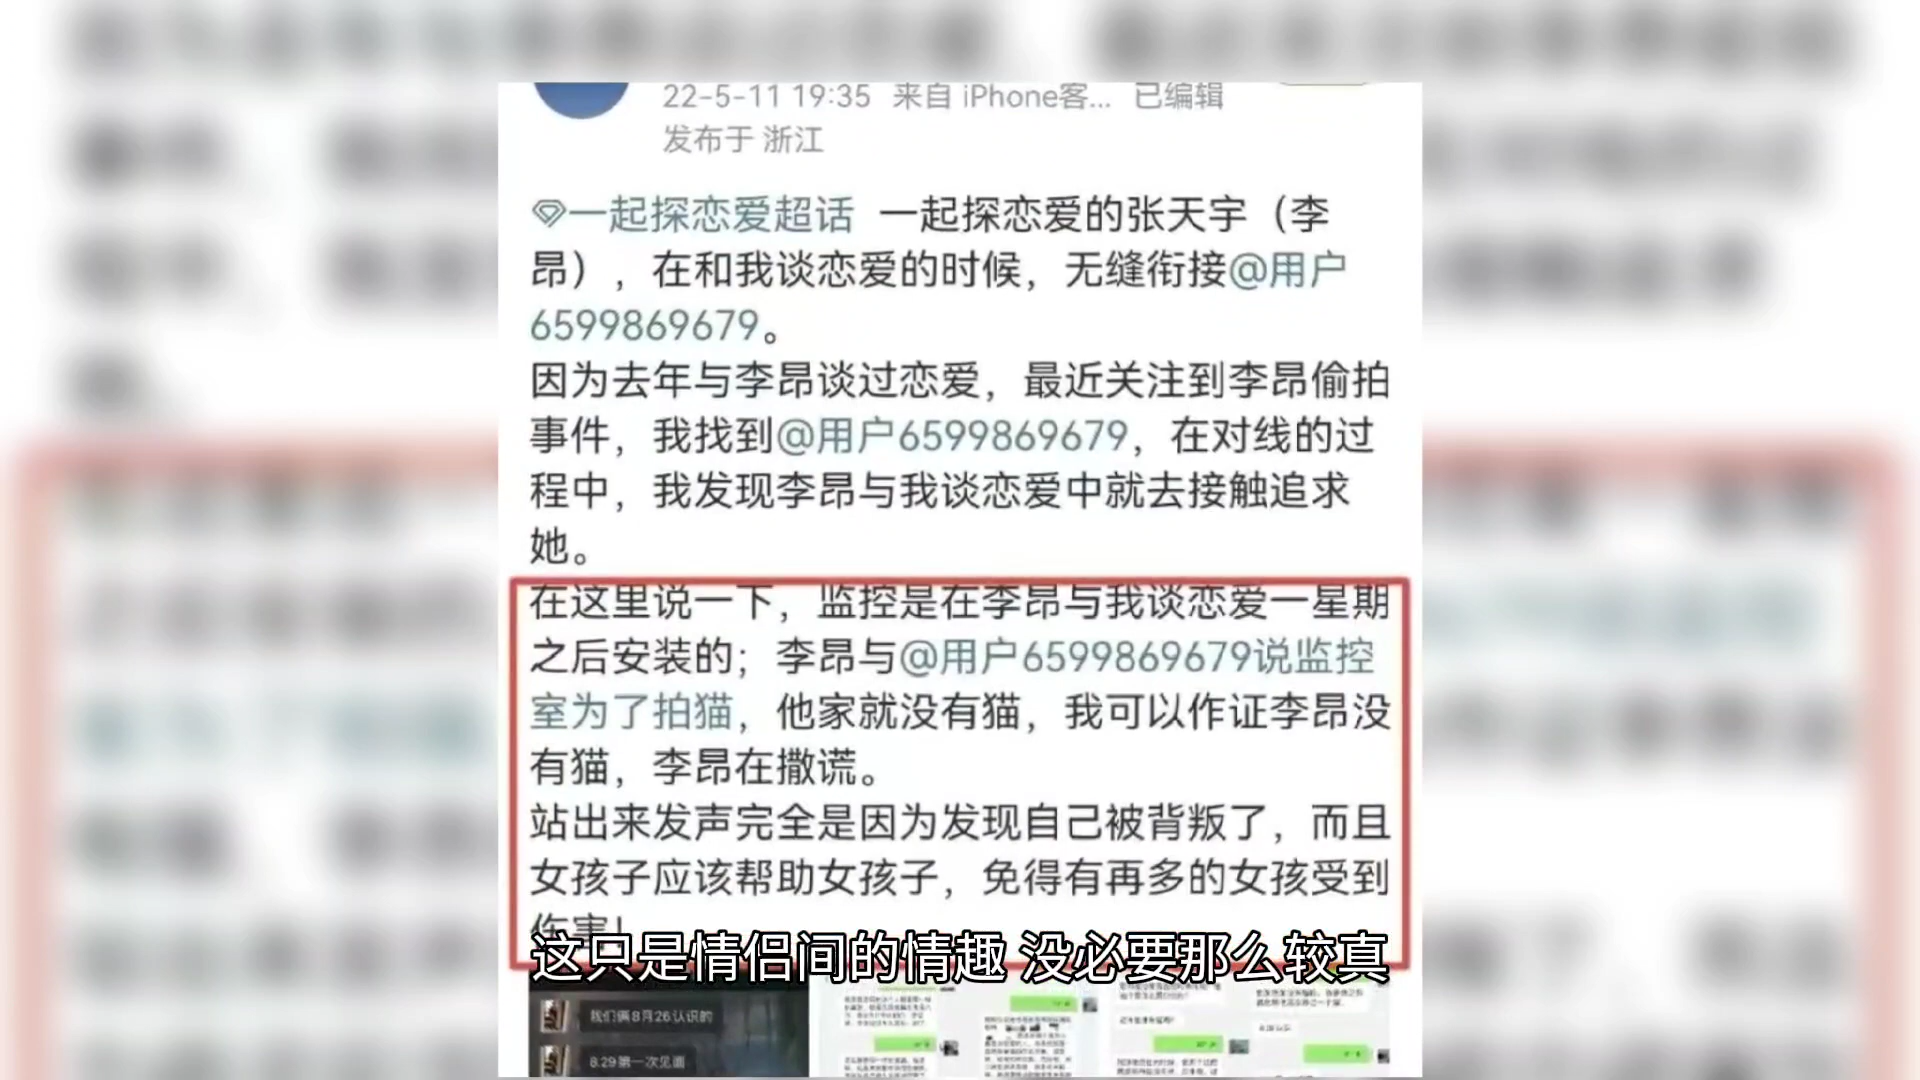 22-5-11 19:35 来自 iPhone客... 已编辑
发布于 浙江
一起探恋爱超话 一起探恋爱的张天宇（李
昂），在和我谈恋爱的时候，无缝衔接@用户
6599869679。
因为去年与李昂谈过恋爱，最近关注到李昂偷拍
事件，我找到@用户6599869679，在对线的过
程中，我发现李昂与我谈恋爱中就去接触追求
她。
在这里说一下，监控是在李昂与我谈恋爱一星期
之后安装的；李昂与@用户6599869679说监控
室为了拍猫，他家就没有猫，我可以作证李昂没
有猫，李昂在撒谎。
站出来发声完全是因为发现自己被背叛了，而且
女孩子应该帮助女孩子，免得有再多的女孩受到
伤害！
这只是情侣间的情趣 没必要那么较真
我们俩8月26认识的
8.29第一次见面